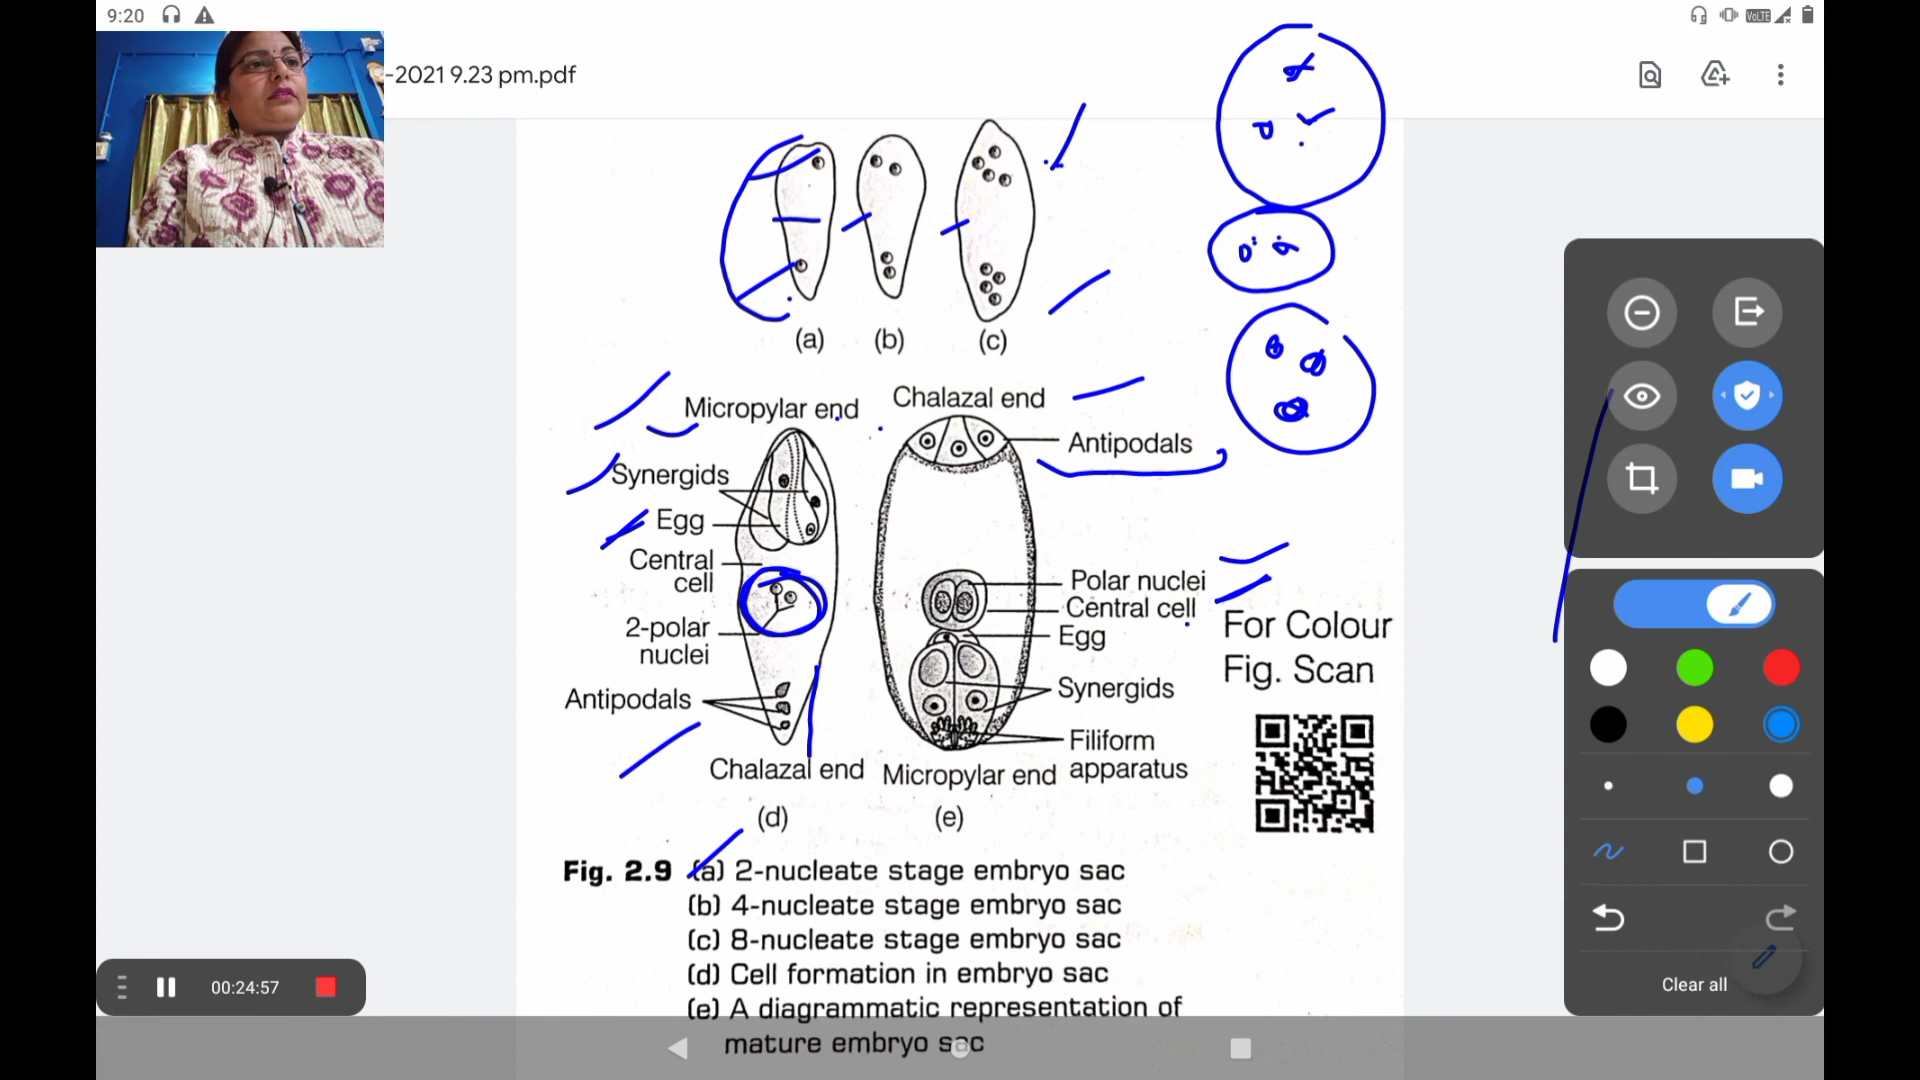 9:20
VoLTE
-2021 9.23 pm.pdf
(a) (b) (c)
Micropylar end
Chalazal end
Synergids
Egg
Central
cell
2-polar
nuclei
Antipodals
Chalazal end
(d)
Antipodals
Polar nuclei
Central cell
Egg
Synergids
Filiform
apparatus
Micropylar end
(e)
For Colour
Fig. Scan
Fig. 2.9 (a) 2-nucleate stage embryo sac
(b) 4-nucleate stage embryo sac
(c) 8-nucleate stage embryo sac
(d) Cell formation in embryo sac
(e) A diagrammatic representation of
mature embryo sac
00:24:57
Clear all